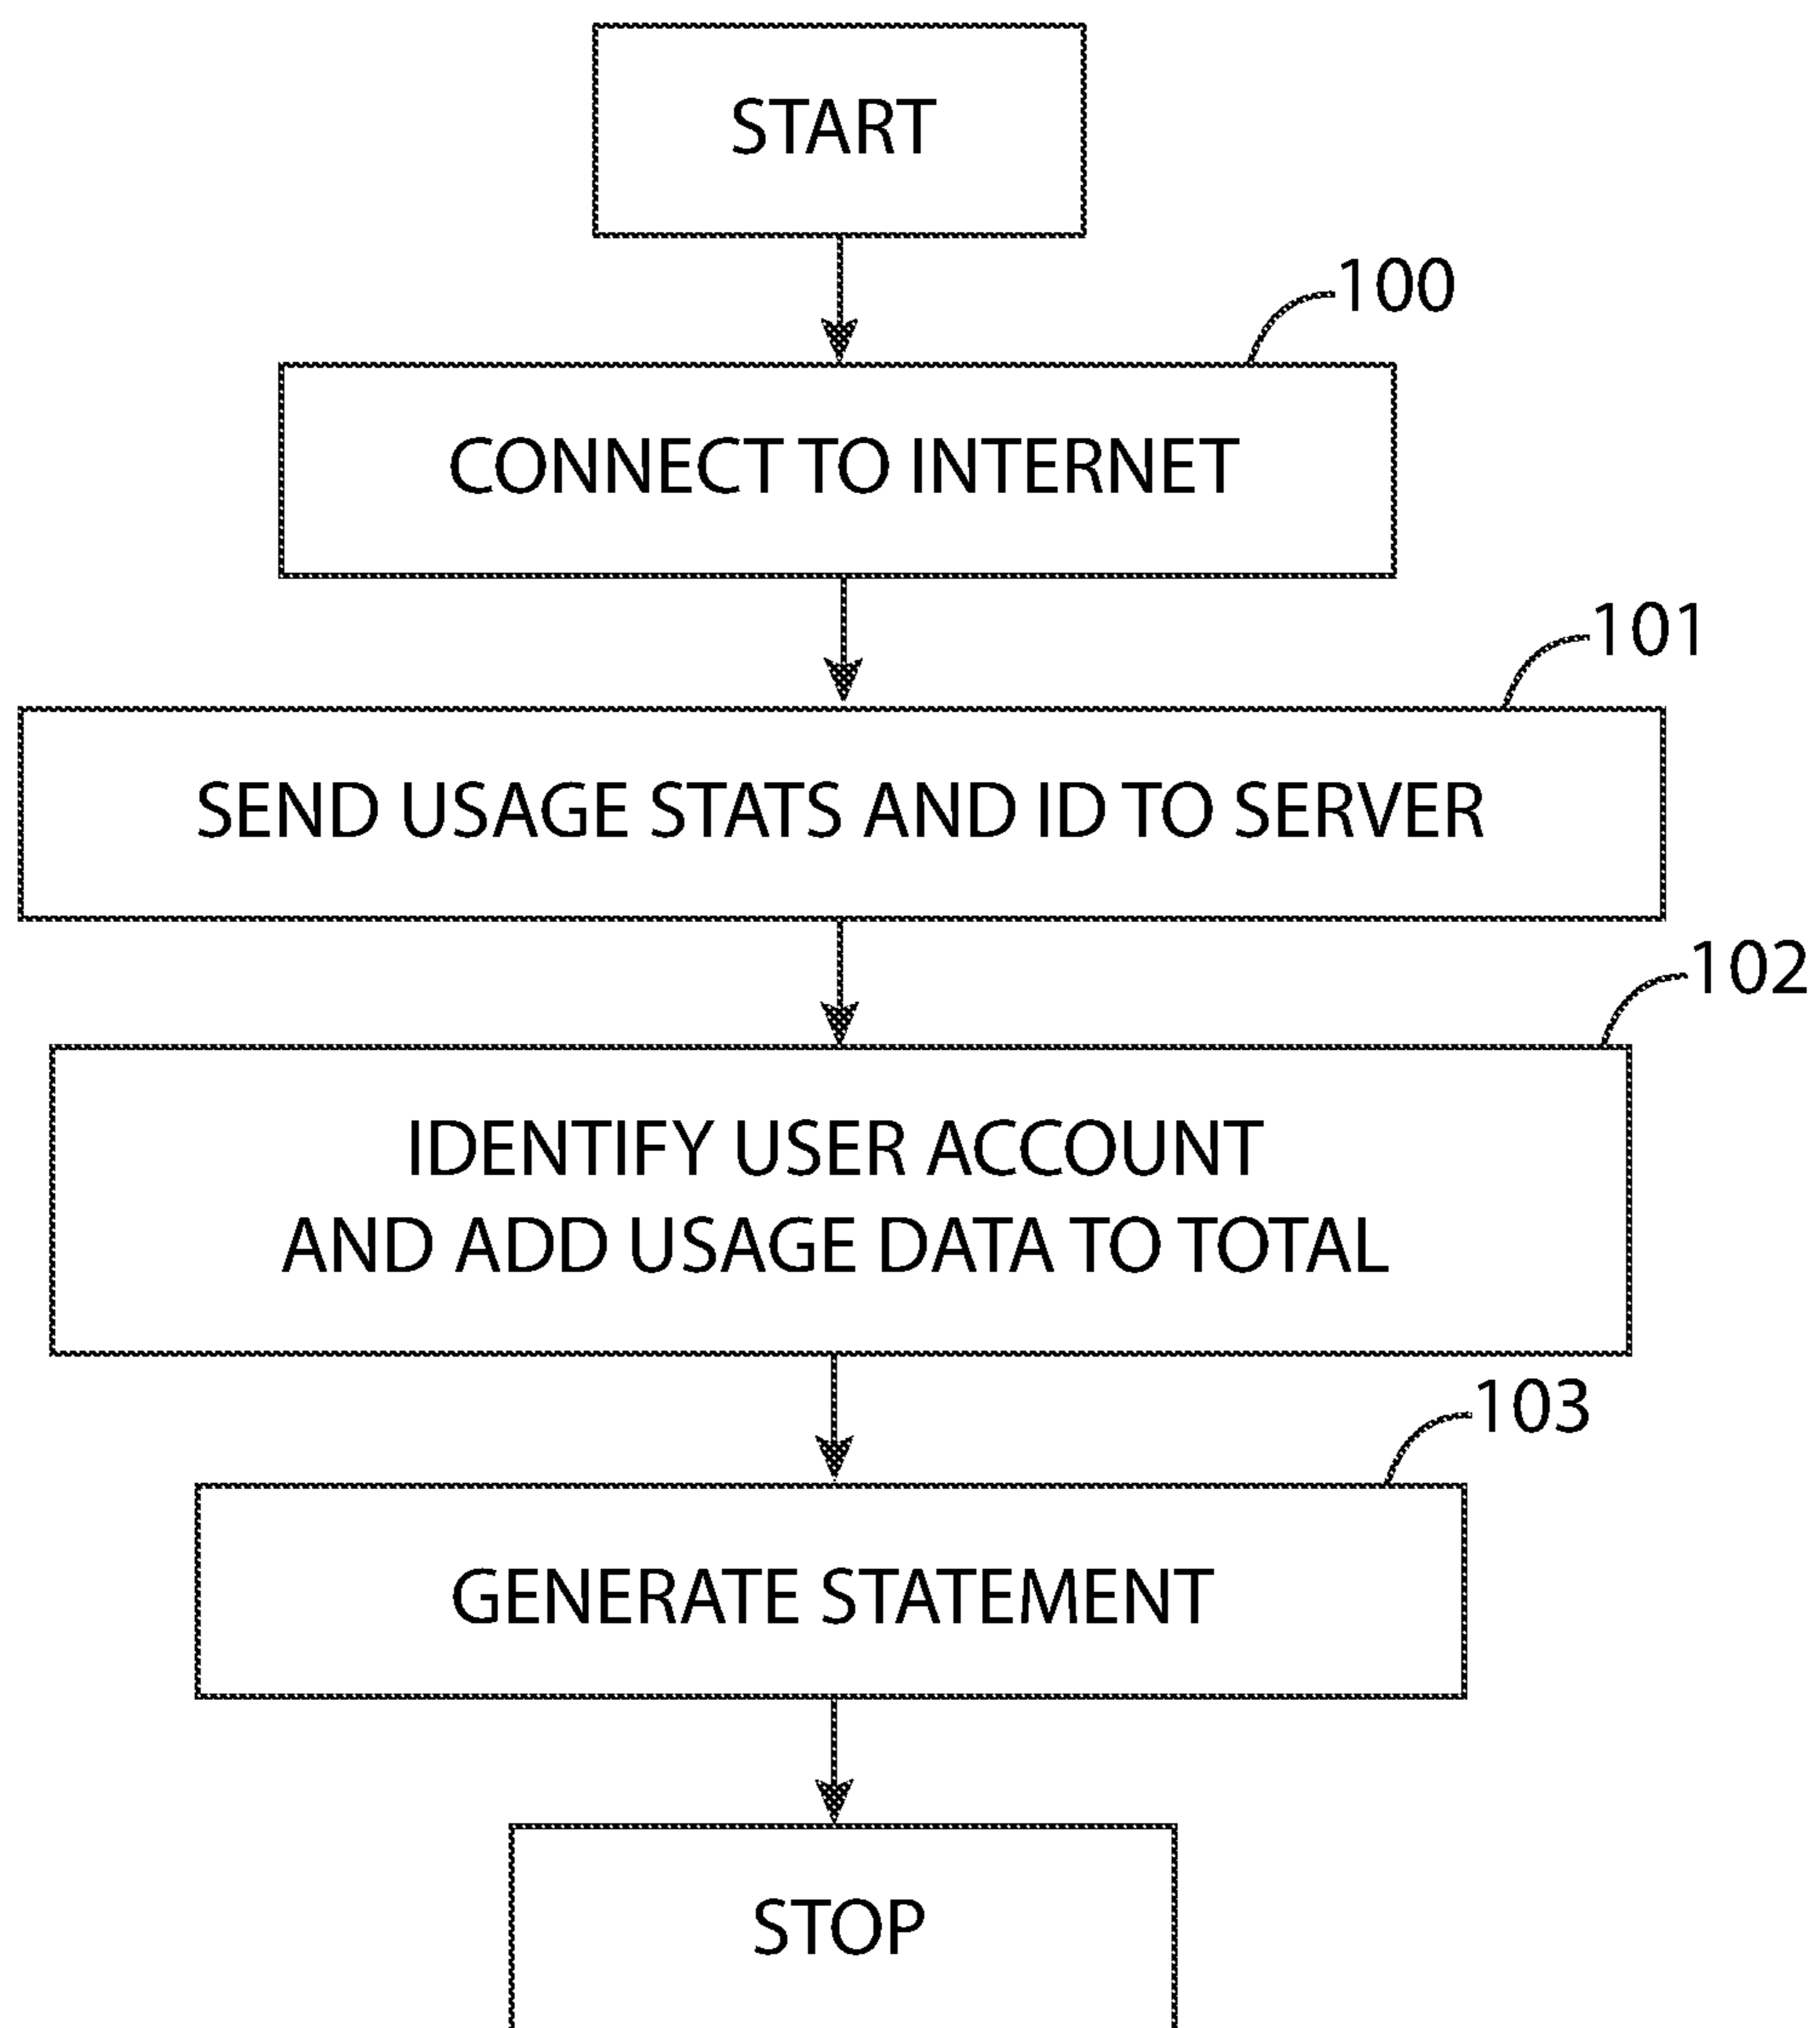 START
100
CONNECT TO INTERNET
101
SEND USAGE STATS AND ID TO SERVER
102
IDENTIFY USER ACCOUNT
AND ADD USAGE DATA TO TOTAL
103
GENERATE STATEMENT
STOP